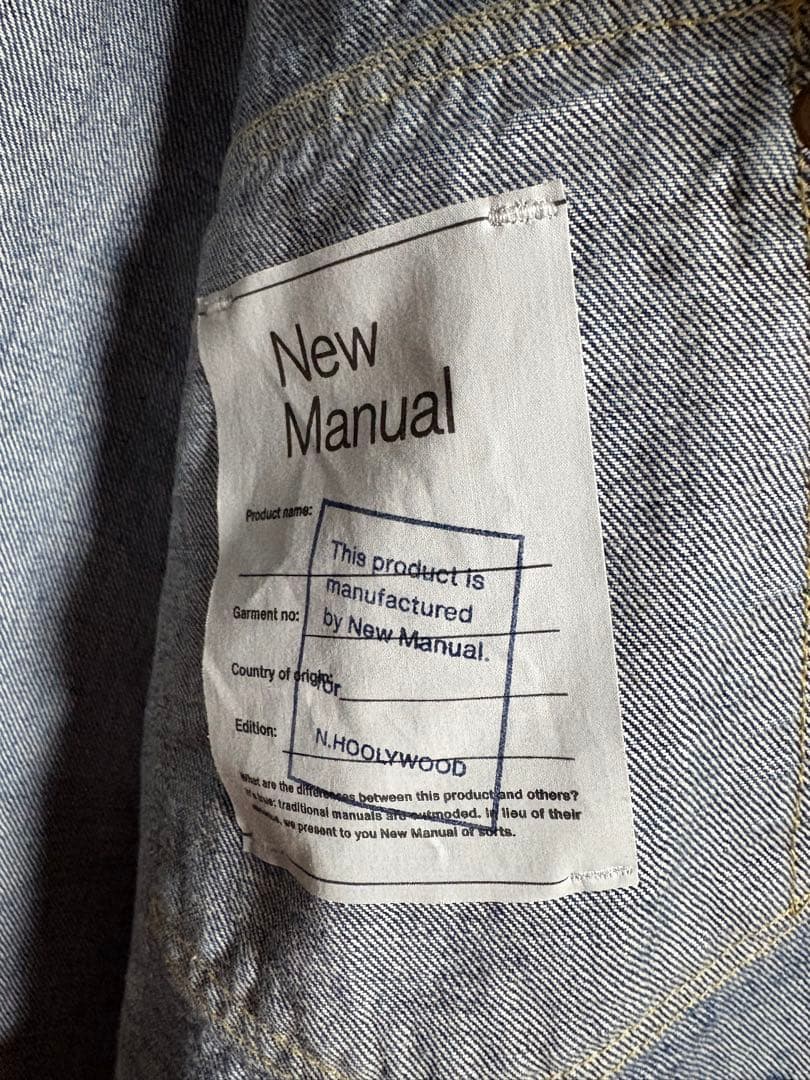 New
Manual
Product name:
This product is
manufactured
Garment no:
by New Manual.
Country of origin:
for
Edition:
N.HOOLYWOOD
What are the differences between this product and others?
traditional manuals are outmoded. In lieu of their
we present to you New Manual of sorts.